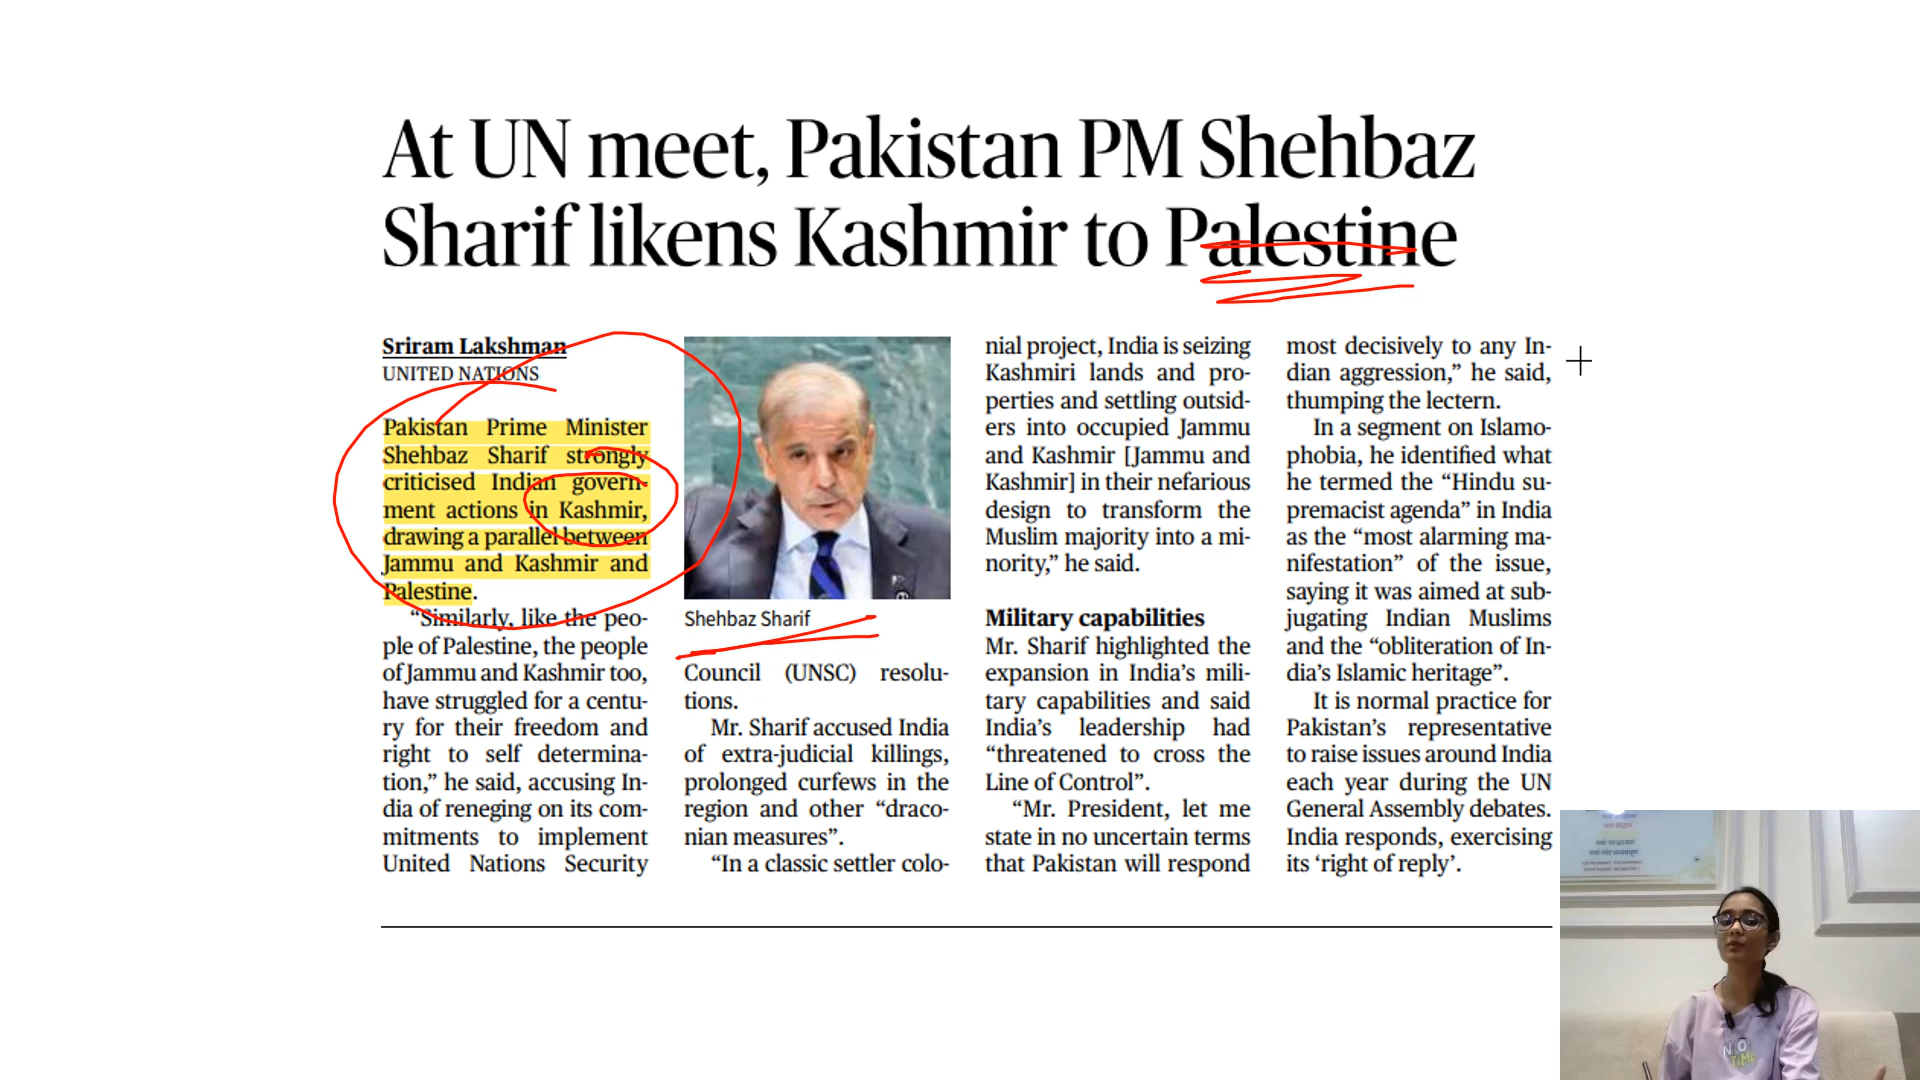 At UN meet, Pakistan PM Shehbaz
Sharif likens Kashmir to Palestine
Sriram Lakshman
UNITED NATIONS
Pakistan Prime Minister
Shehbaz Sharif strongly
criticised Indian govern-
ment actions in Kashmir,
drawing a parallel between
Jammu and Kashmir and
Palestine.
“Similarly, like the peo-
ple of Palestine, the people
of Jammu and Kashmir too,
have struggled for a centu-
ry for their freedom and
right to self determina-
tion,” he said, accusing In-
dia of reneging on its com-
mitments to implement
United Nations Security
Shehbaz Sharif
Council (UNSC) resolu-
tions.
Mr. Sharif accused India
of extra-judicial killings,
prolonged curfews in the
region and other “draco-
nian measures”.
“In a classic settler colo-
nial project, India is seizing
Kashmiri lands and pro-
perties and settling outsid-
ers into occupied Jammu
and Kashmir [Jammu and
Kashmir] in their nefarious
design to transform the
Muslim majority into a mi-
nority,” he said.
Military capabilities
Mr. Sharif highlighted the
expansion in India’s mili-
tary capabilities and said
India’s leadership had
“threatened to cross the
Line of Control”.
“Mr. President, let me
state in no uncertain terms
that Pakistan will respond
most decisively to any In-
dian aggression,” he said,
thumping the lectern.
In a segment on Islamo-
phobia, he identified what
he termed the “Hindu su-
premacist agenda” in India
as the “most alarming ma-
nifestation” of the issue,
saying it was aimed at sub-
jugating Indian Muslims
and the “obliteration of In-
dia’s Islamic heritage”.
It is normal practice for
Pakistan’s representative
to raise issues around India
each year during the UN
General Assembly debates.
India responds, exercising
its ‘right of reply’.
NO
TIME